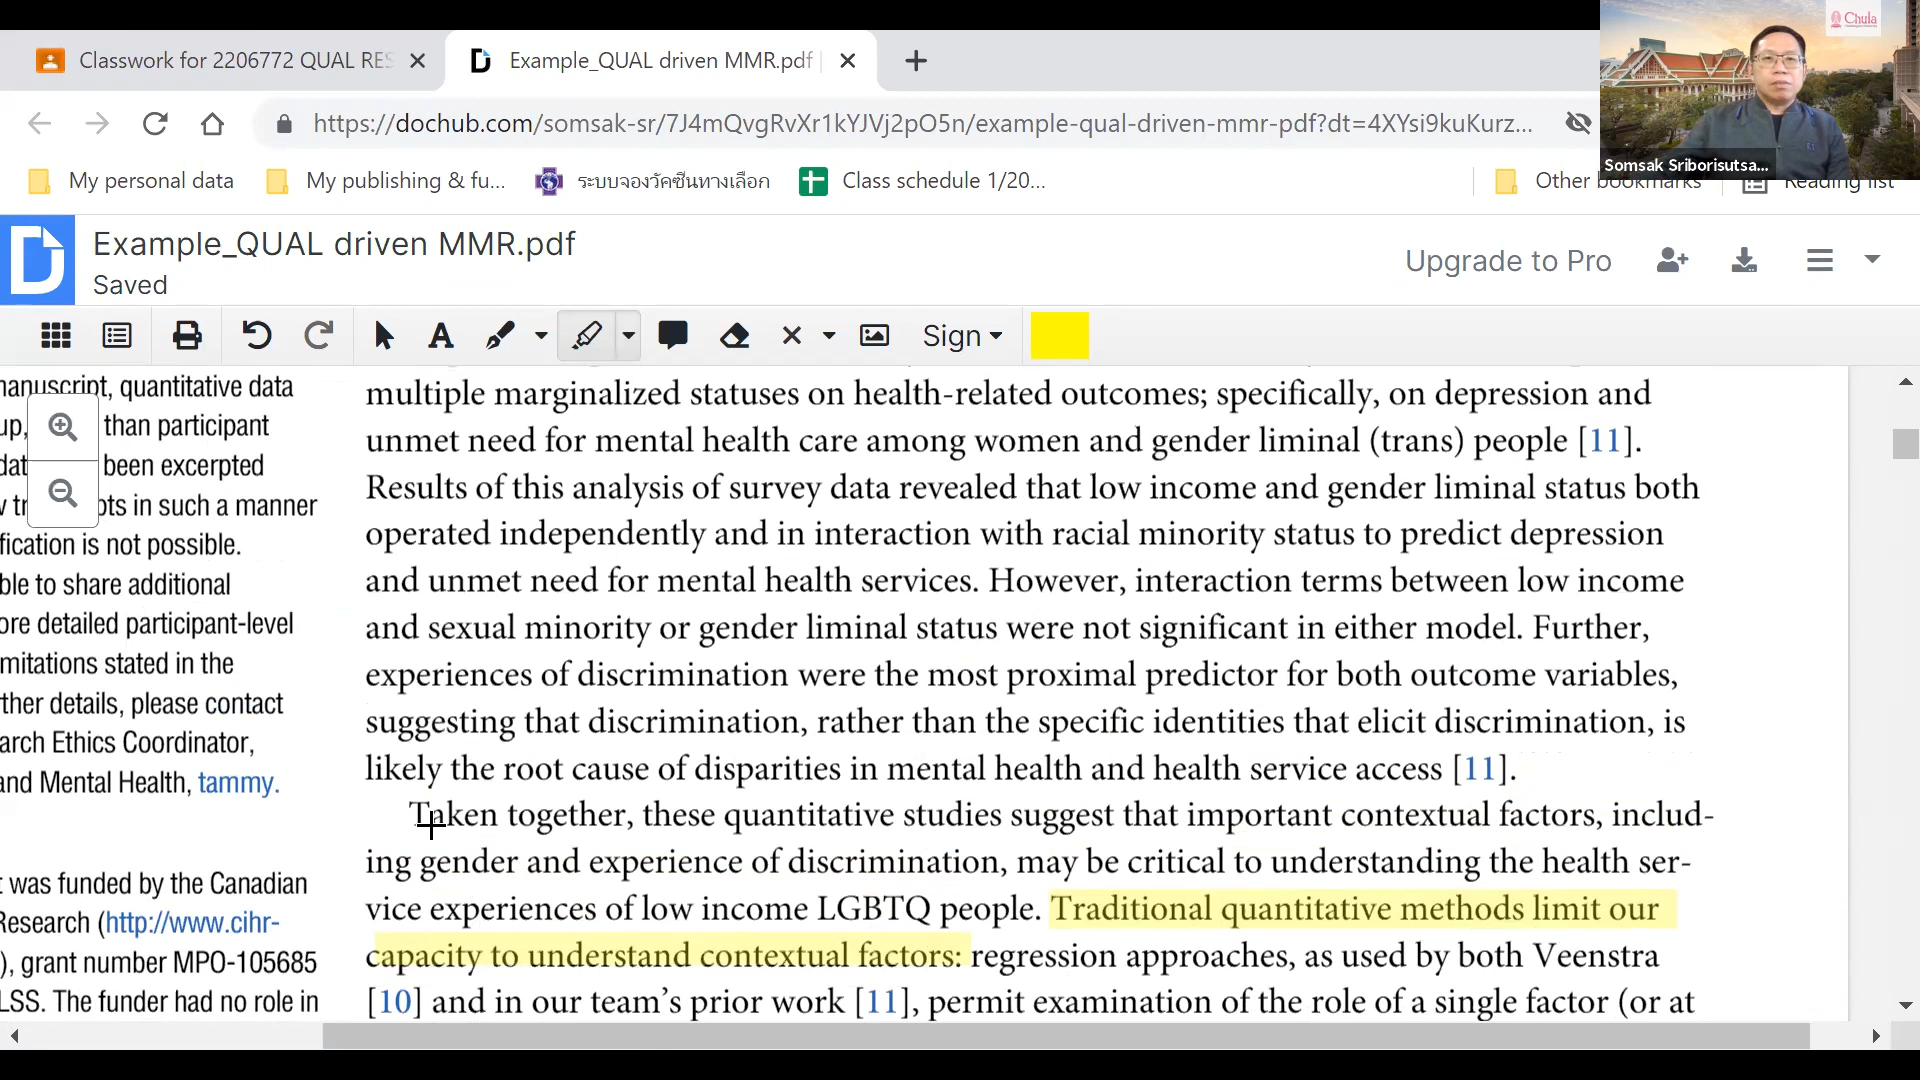 Classwork for 2206772 QUAL RES
Example_QUAL driven MMR.pdf
Chula
https://dochub.com/somsak-sr/7J4mQvgRvXr1kYJVj2pO5n/example-qual-driven-mmr-pdf?dt=4XYsi9kuKurz...
Somsak Sriborisutsa...
My personal data
My publishing & fu...
ระบบจองวัคซีนทางเลือก
Class schedule 1/20...
Other bookmarks
Reading list
Example_QUAL driven MMR.pdf
Saved
Upgrade to Pro
Sign
manuscript, quantitative data
up, than participant
been excerpted
pts in such a manner
fication is not possible.
ble to share additional
ore detailed participant-level
mitations stated in the
ther details, please contact
arch Ethics Coordinator,
and Mental Health, tammy.
t was funded by the Canadian
Research (http://www.cihr-
), grant number MPO-105685
LSS. The funder had no role in
multiple marginalized statuses on health-related outcomes; specifically, on depression and
unmet need for mental health care among women and gender liminal (trans) people [11].
Results of this analysis of survey data revealed that low income and gender liminal status both
operated independently and in interaction with racial minority status to predict depression
and unmet need for mental health services. However, interaction terms between low income
and sexual minority or gender liminal status were not significant in either model. Further,
experiences of discrimination were the most proximal predictor for both outcome variables,
suggesting that discrimination, rather than the specific identities that elicit discrimination, is
likely the root cause of disparities in mental health and health service access [11].
Taken together, these quantitative studies suggest that important contextual factors, includ-
ing gender and experience of discrimination, may be critical to understanding the health ser-
vice experiences of low income LGBTQ people. Traditional quantitative methods limit our
capacity to understand contextual factors: regression approaches, as used by both Veenstra
[10] and in our team's prior work [11], permit examination of the role of a single factor (or at